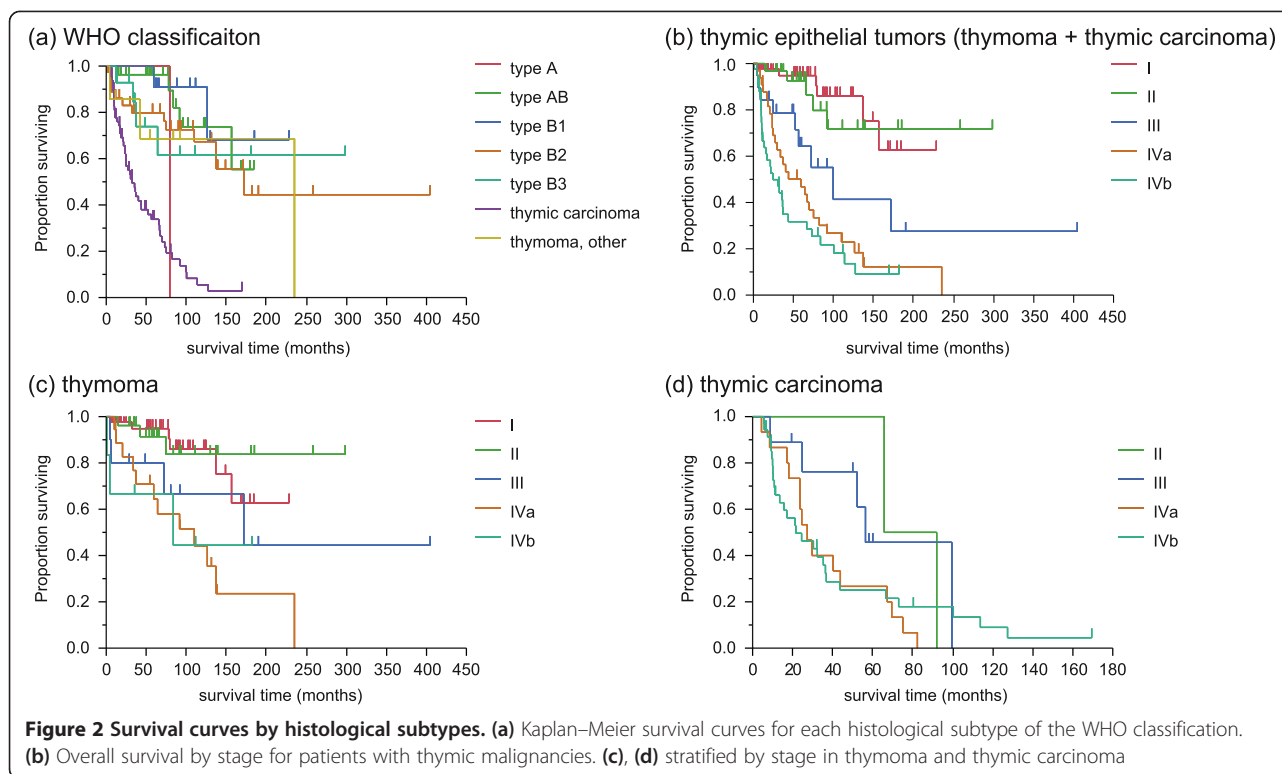 (a) WHO classificaiton
Proportion surviving
1.0
0.8
0.6
0.4
0.2
0.0
0 50 100 150 200 250 300 350 400 450
survival time (months)
type A
type AB
type B1
type B2
type B3
thymic carcinoma
thymoma, other
(b) thymic epithelial tumors (thymoma + thymic carcinoma)
Proportion surviving
1.0
0.8
0.6
0.4
0.2
0.0
0 50 100 150 200 250 300 350 400 450
survival time (months)
I
II
III
IVa
IVb
(c) thymoma
Proportion surviving
1.0
0.8
0.6
0.4
0.2
0.0
0 50 100 150 200 250 300 350 400 450
survival time (months)
I
II
III
IVa
IVb
(d) thymic carcinoma
Proportion surviving
1.0
0.8
0.6
0.4
0.2
0.0
0 20 40 60 80 100 120 140 160 180
survival time (months)
II
III
IVa
IVb
Figure 2 Survival curves by histological subtypes. (a) Kaplan–Meier survival curves for each histological subtype of the WHO classification.
(b) Overall survival by stage for patients with thymic malignancies. (c), (d) stratified by stage in thymoma and thymic carcinoma